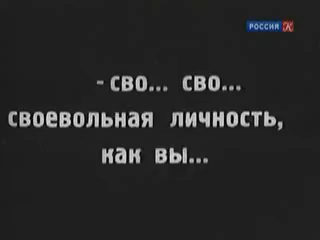 РОССИЯ К
- сво... сво...
своевольная личность,
как вы...